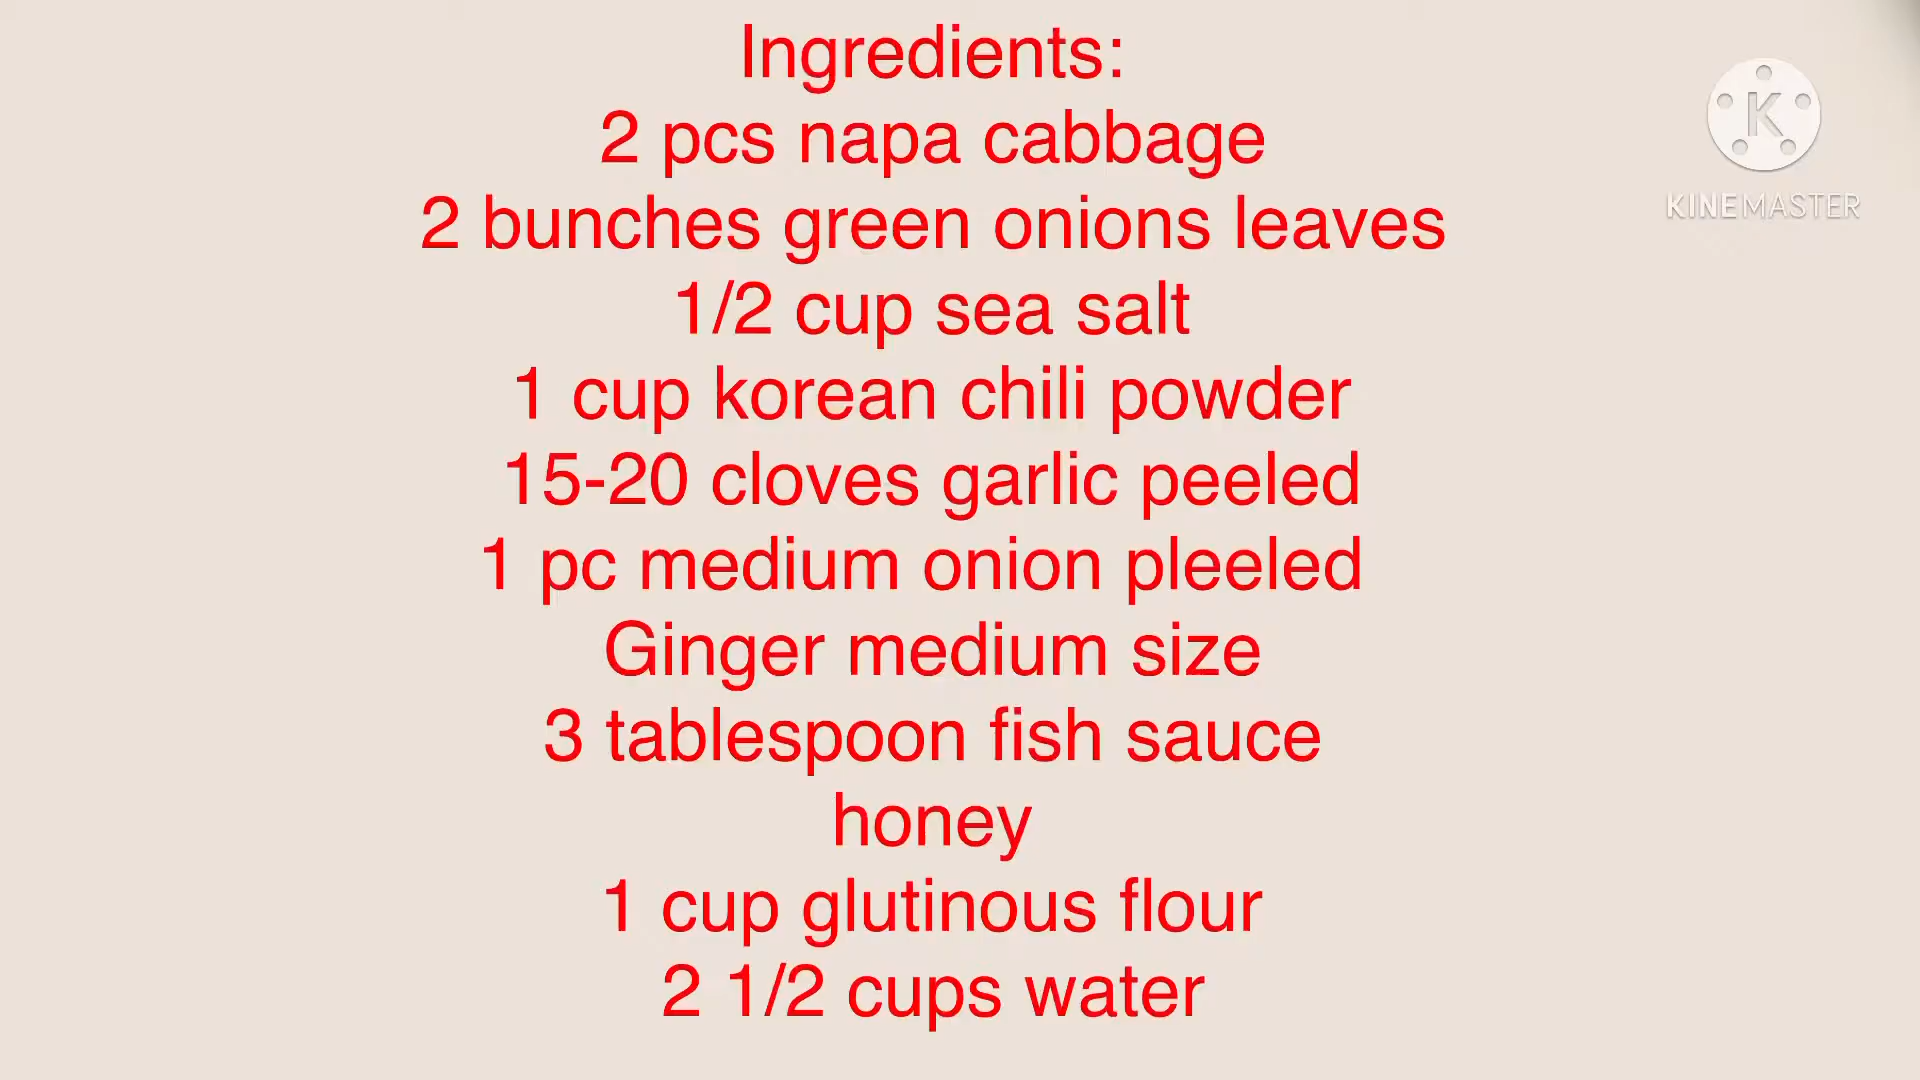 Ingredients:
2 pcs napa cabbage
2 bunches green onions leaves
1/2 cup sea salt
1 cup korean chili powder
15-20 cloves garlic peeled
1 pc medium onion pleeled
Ginger medium size
3 tablespoon fish sauce
honey
1 cup glutinous flour
2 1/2 cups water
K
KINEMASTER